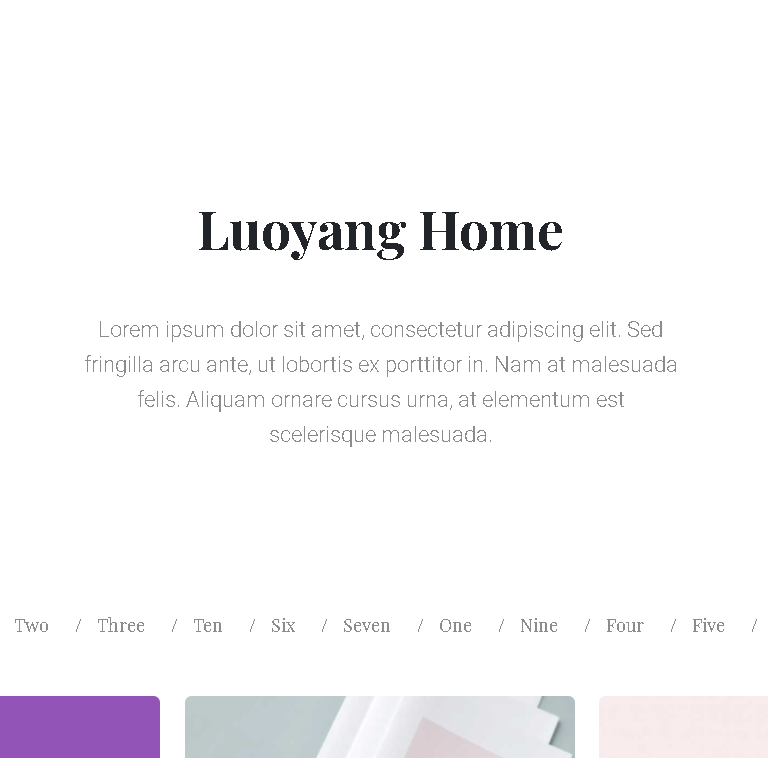 Luoyang Home
Lorem ipsum dolor sit amet, consectetur adipiscing elit. Sed
fringilla arcu ante, ut lobortis ex porttitor in. Nam at malesuada
felis. Aliquam ornare cursus urna, at elementum est
scelerisque malesuada.
Two / Three / Ten / Six / Seven / One / Nine / Four / Five /